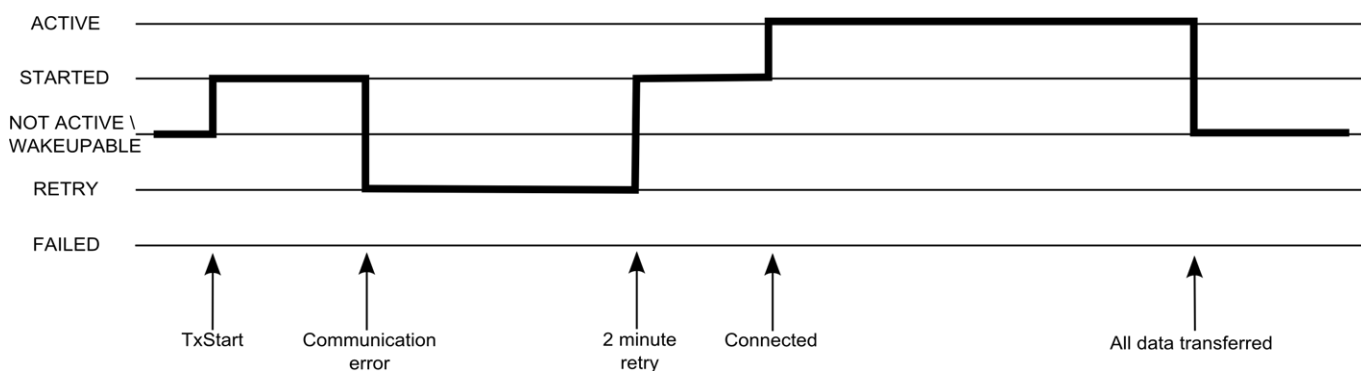 ACTIVE
STARTED
NOT ACTIVE \
WAKEUPABLE
RETRY
FAILED
TxStart
Communication
error
2 minute
retry
Connected
All data transferred